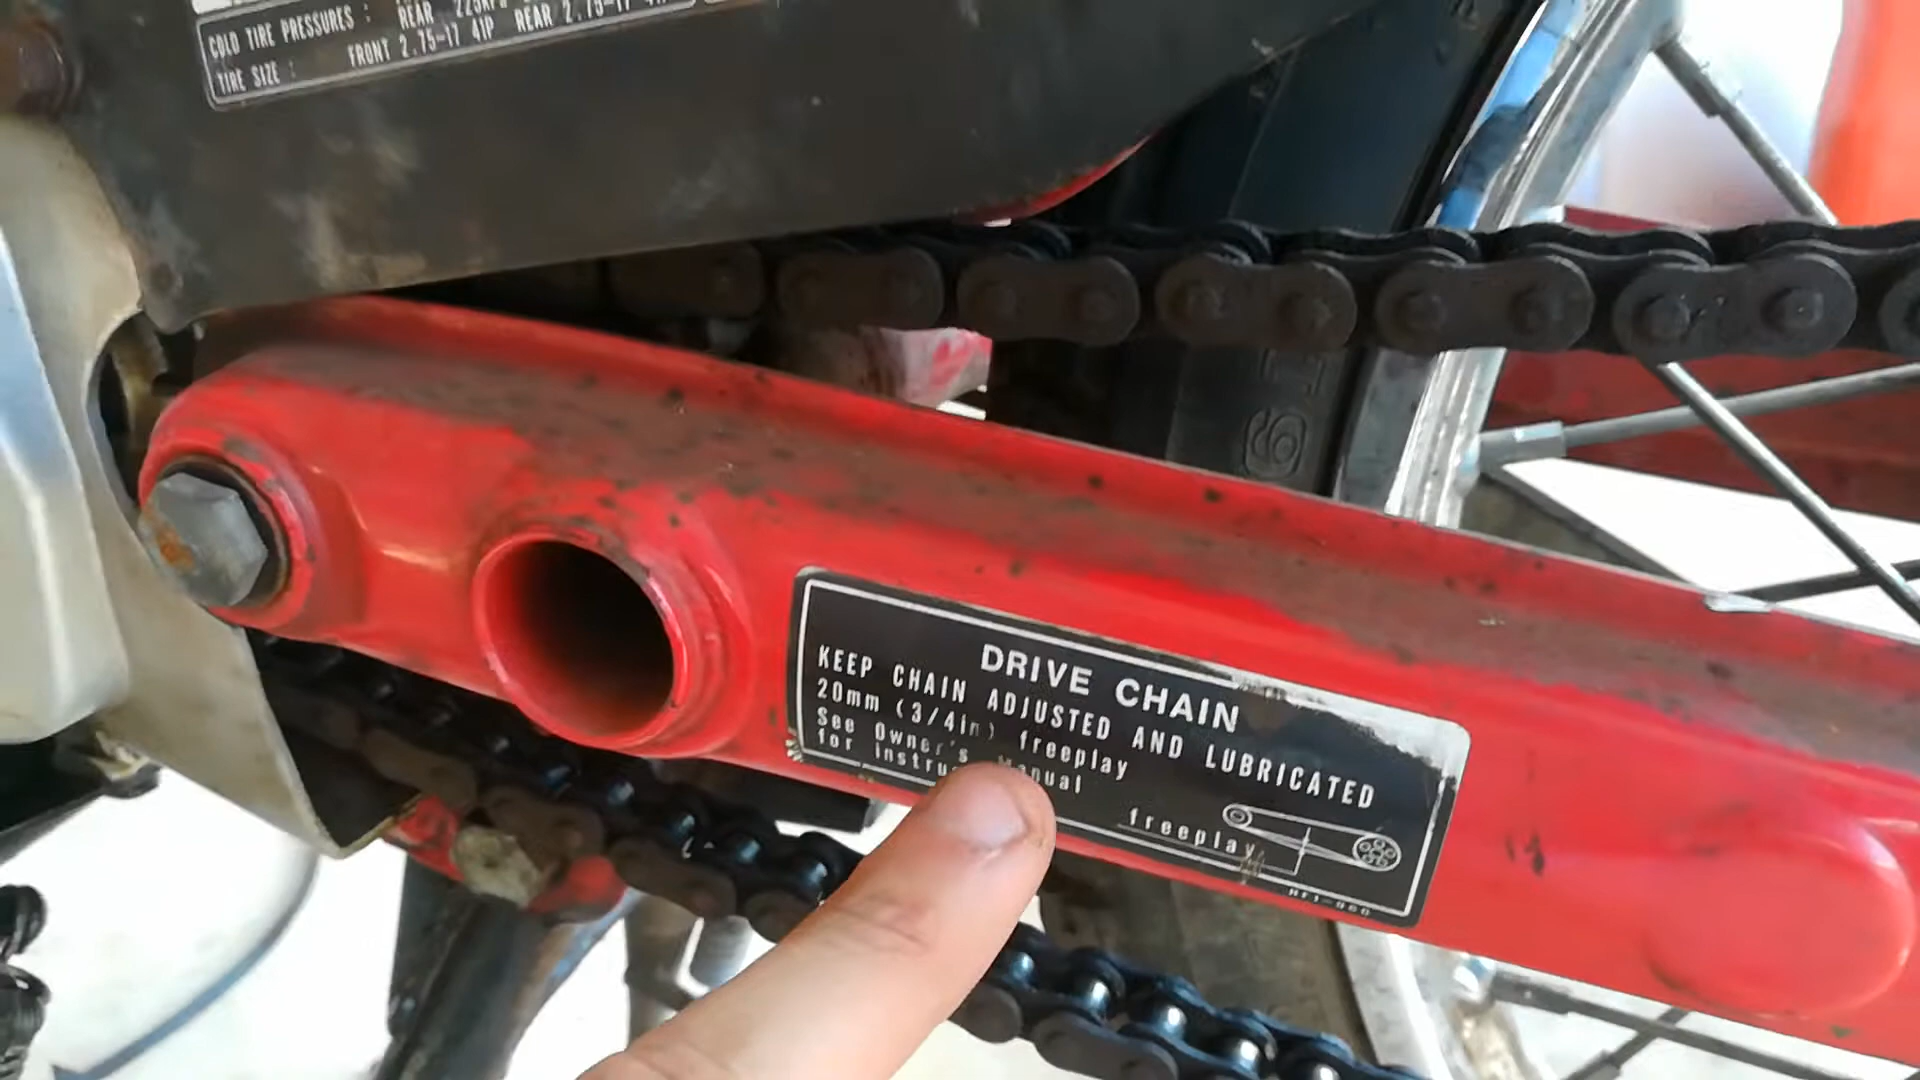 COLD TIRE PRESSURES :
REAR
TIRE SIZE : FRONT 2.75-17 41P REAR 2.75-17
DRIVE CHAIN
KEEP CHAIN ADJUSTED AND LUBRICATED
20mm (3/4in) freeplay
See Owner's Manual
for
freeplay